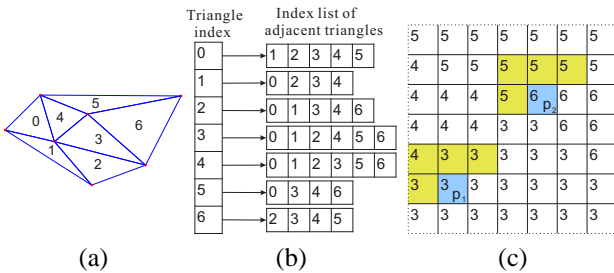 0
4
5
1
3
6
2
(a)
Triangle index
Index list of adjacent triangles
0 1 2 3 4 5
1 0 2 3 4
2 0 1 3 4 6
3 0 1 2 4 5 6
4 0 1 2 3 5 6
5 0 3 4 6
6 2 3 4 5
(b)
5 5 5 5 5 5 5
4 5 5 5 5 5 5
4 4 4 5 6 p2 6 6
4 4 4 3 3 6 6
4 3 3 3 3 3 6
3 3 p1 3 3 3 3 3
3 3 3 3 3 3 3
(c)